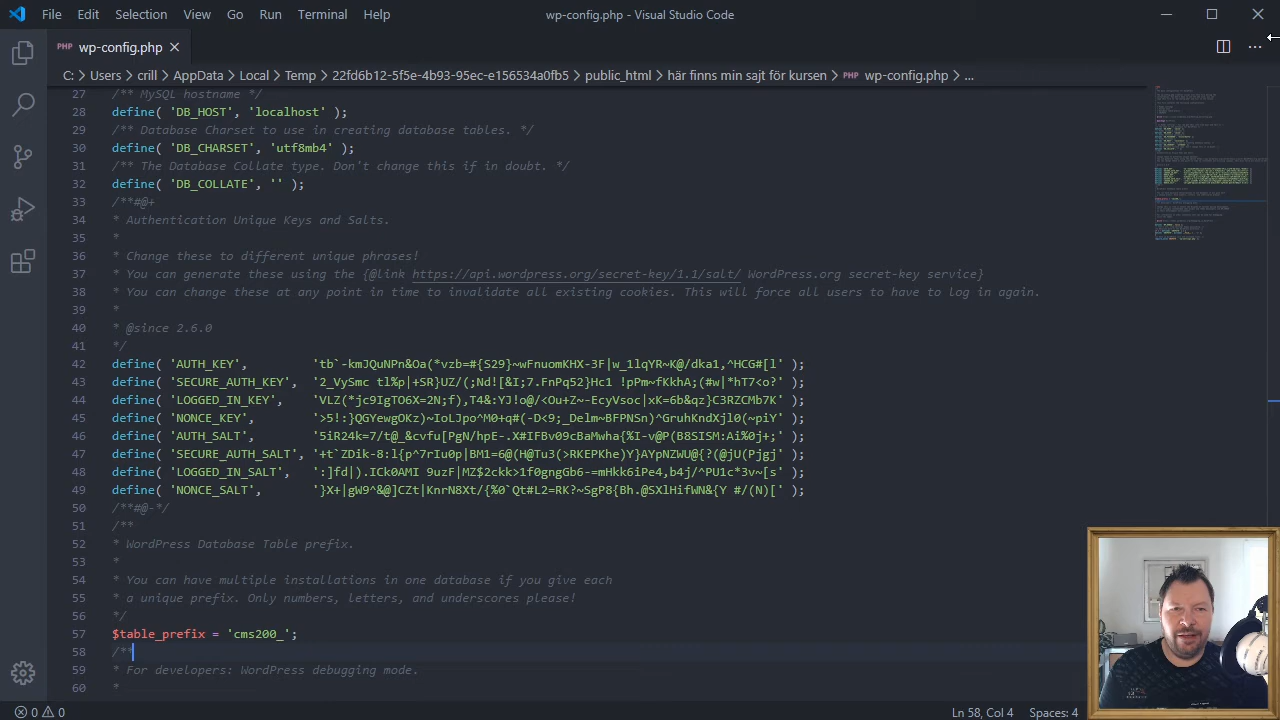 File Edit Selection View Go Run Terminal Help
wp-config.php - Visual Studio Code
PHP wp-config.php
C: > Users > crill > AppData > Local > Temp > 22fd6b12-5f5e-4b93-95ec-e156534a0fb5 > public_html > här finns min sajt för kursen > PHP wp-config.php > ...
27 /** MySQL hostname */
28 define( 'DB_HOST', 'localhost' );
29 /** Database Charset to use in creating database tables. */
30 define( 'DB_CHARSET', 'utf8mb4' );
31 /** The Database Collate type. Don't change this if in doubt. */
32 define( 'DB_COLLATE', '' );
33 /**#@+
34 * Authentication Unique Keys and Salts.
35 *
36 * Change these to different unique phrases!
37 * You can generate these using the {@link https://api.wordpress.org/secret-key/1.1/salt/ WordPress.org secret-key service}
38 * You can change these at any point in time to invalidate all existing cookies. This will force all users to have to log in again.
39 *
40 * @since 2.6.0
41 */
42 define( 'AUTH_KEY', 'tb`-kmJQuNPn&Oa(*vzb=#{S29}~wFnuomKHX-3F|w_1lqYR~K@/dka1,^HCG#[l' );
43 define( 'SECURE_AUTH_KEY', '2_VySmc tl%p|+SR}UZ/(;Nd![&I;7.FnPq52}Hc1 !pPm~fKkhA;(#w|*hT7<o?' );
44 define( 'LOGGED_IN_KEY', 'VLZ(*jc9IgTO6X=2N;f),T4&:YJ!o@/<Ou+Z~-EcyVsoc|xK=6b&qz}C3RZCMb7K' );
45 define( 'NONCE_KEY', '>5!:}QGYewgOKz)~IoLJpo^M0+q#(-D<9;_Delm~BFPNSn)^GruhKndXjl0(~piY' );
46 define( 'AUTH_SALT', '5iR24k=7/t@_&cvfu[PgN/hpE-.X#IFBv09cBaMwha{%I-v@P(B8SISM:Ai%0j+;' );
47 define( 'SECURE_AUTH_SALT', '+t`ZDik-8:l{p^7rIu0p|BM1=6@(H@Tu3(>RKEPKhe)Y}AYpNZWU@{?(@jU(Pjgj' );
48 define( 'LOGGED_IN_SALT', ':]fd|).ICk0AMI 9uzF|MZ$2ckk>1f0gngGb6-=mHkk6iPe4,b4j/^PU1c*3v~[s' );
49 define( 'NONCE_SALT', '}X+|gW9^&@]CZt|KnrN8Xt/{%0`Qt#L2=RK?~SgP8{Bh.@SXlHifWN&{Y #/(N)[' );
50 /**#@-*/
51 /**
52 * WordPress Database Table prefix.
53 *
54 * You can have multiple installations in one database if you give each
55 * a unique prefix. Only numbers, letters, and underscores please!
56 */
57 $table_prefix = 'cms200_';
58 /**
59 * For developers: WordPress debugging mode.
60 *
0 0 Ln 58, Col 4 Spaces: 4